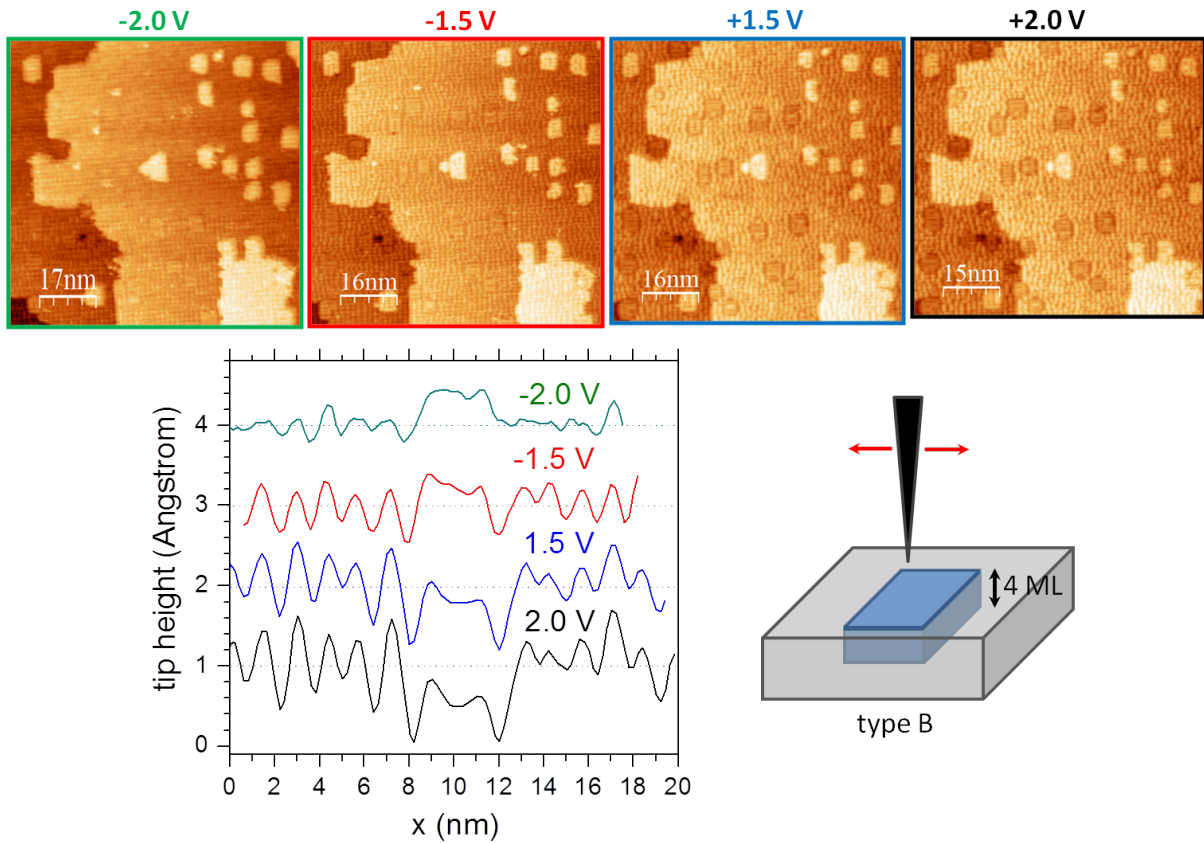 -2.0 V
-1.5 V
+1.5 V
+2.0 V
17nm
16nm
16nm
15nm
-2.0 V
-1.5 V
1.5 V
2.0 V
4
3
2
1
0
tip height (Angstrom)
0 2 4 6 8 10 12 14 16 18 20
x (nm)
4 ML
type B